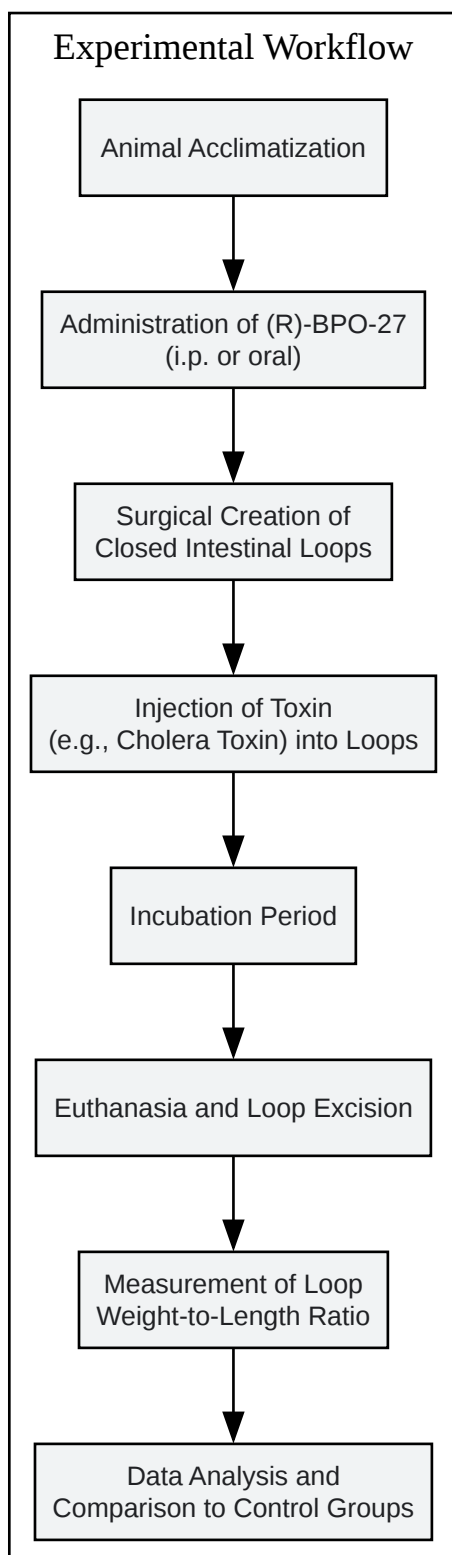 Experimental Workflow
Animal Acclimatization
Administration of (R)-BPO-27
(i.p. or oral)
Surgical Creation of
Closed Intestinal Loops
Injection of Toxin
(e.g., Cholera Toxin) into Loops
Incubation Period
Euthanasia and Loop Excision
Measurement of Loop
Weight-to-Length Ratio
Data Analysis and
Comparison to Control Groups